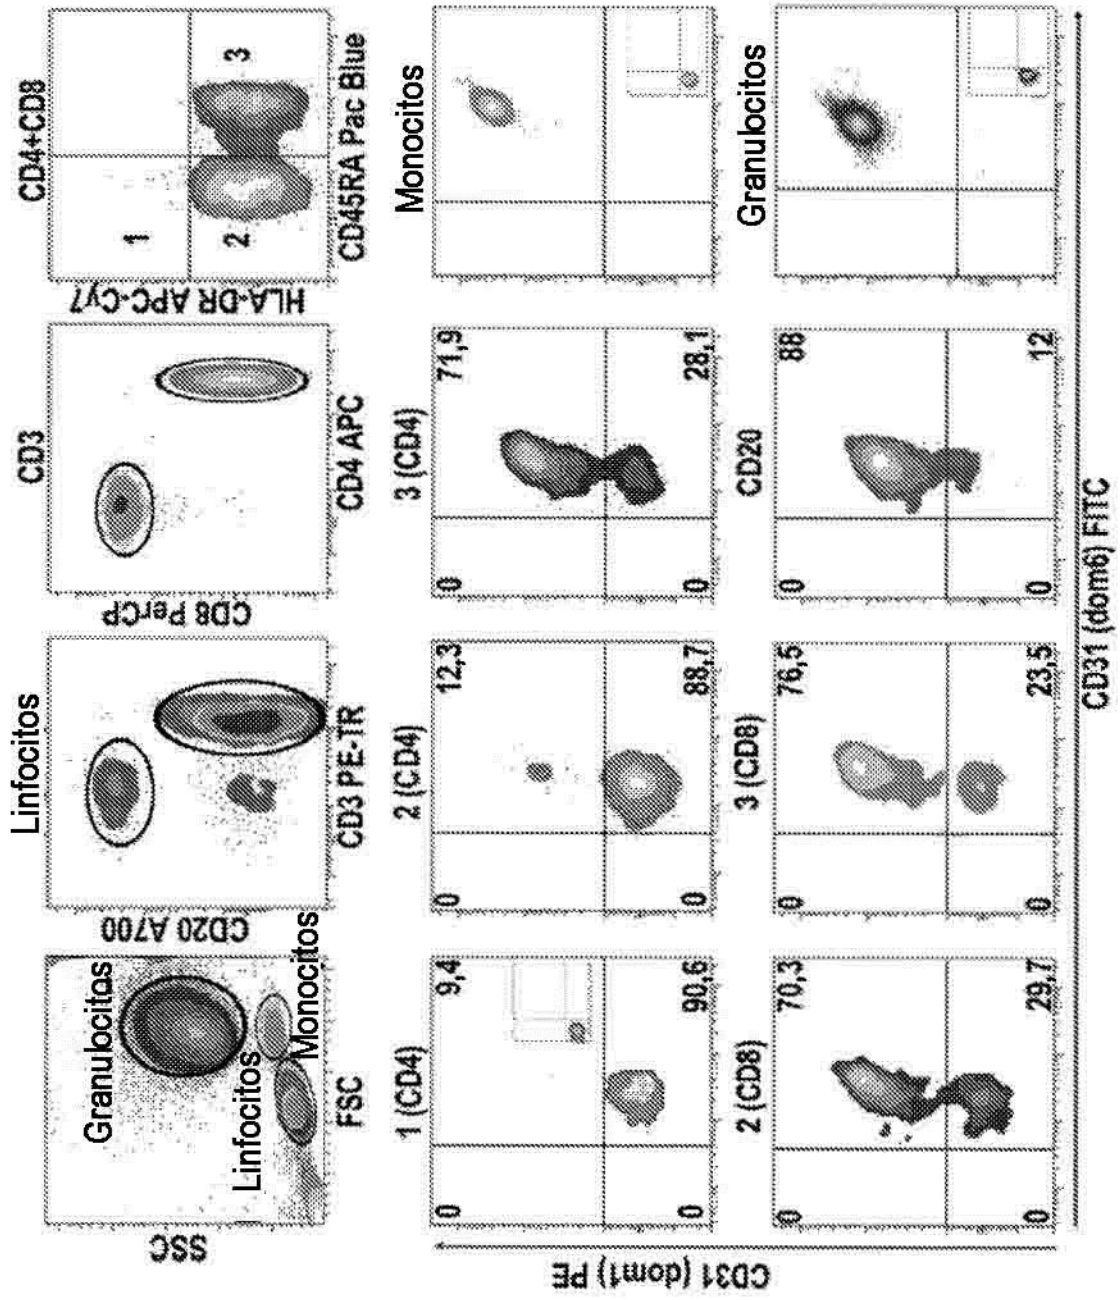 Linfocitos
CD3
CD4+CD8
Granulocitos
Linfocitos
Monocitos
SSC
FSC
CD20 A700
CD3 PE-TR
CD8 PerCP
CD4 APC
HLA-DR APC-Cy7
CD45RA Pac Blue
1
2
3
1 (CD4)
0
9,4
0
90,6
2 (CD4)
0
12,3
0
88,7
3 (CD4)
0
71,9
0
28,1
Monocitos
2 (CD8)
0
70,3
0
29,7
3 (CD8)
0
76,5
0
23,5
CD20
0
88
0
12
Granulocitos
CD31 (dom1) PE
CD31 (dom6) FITC